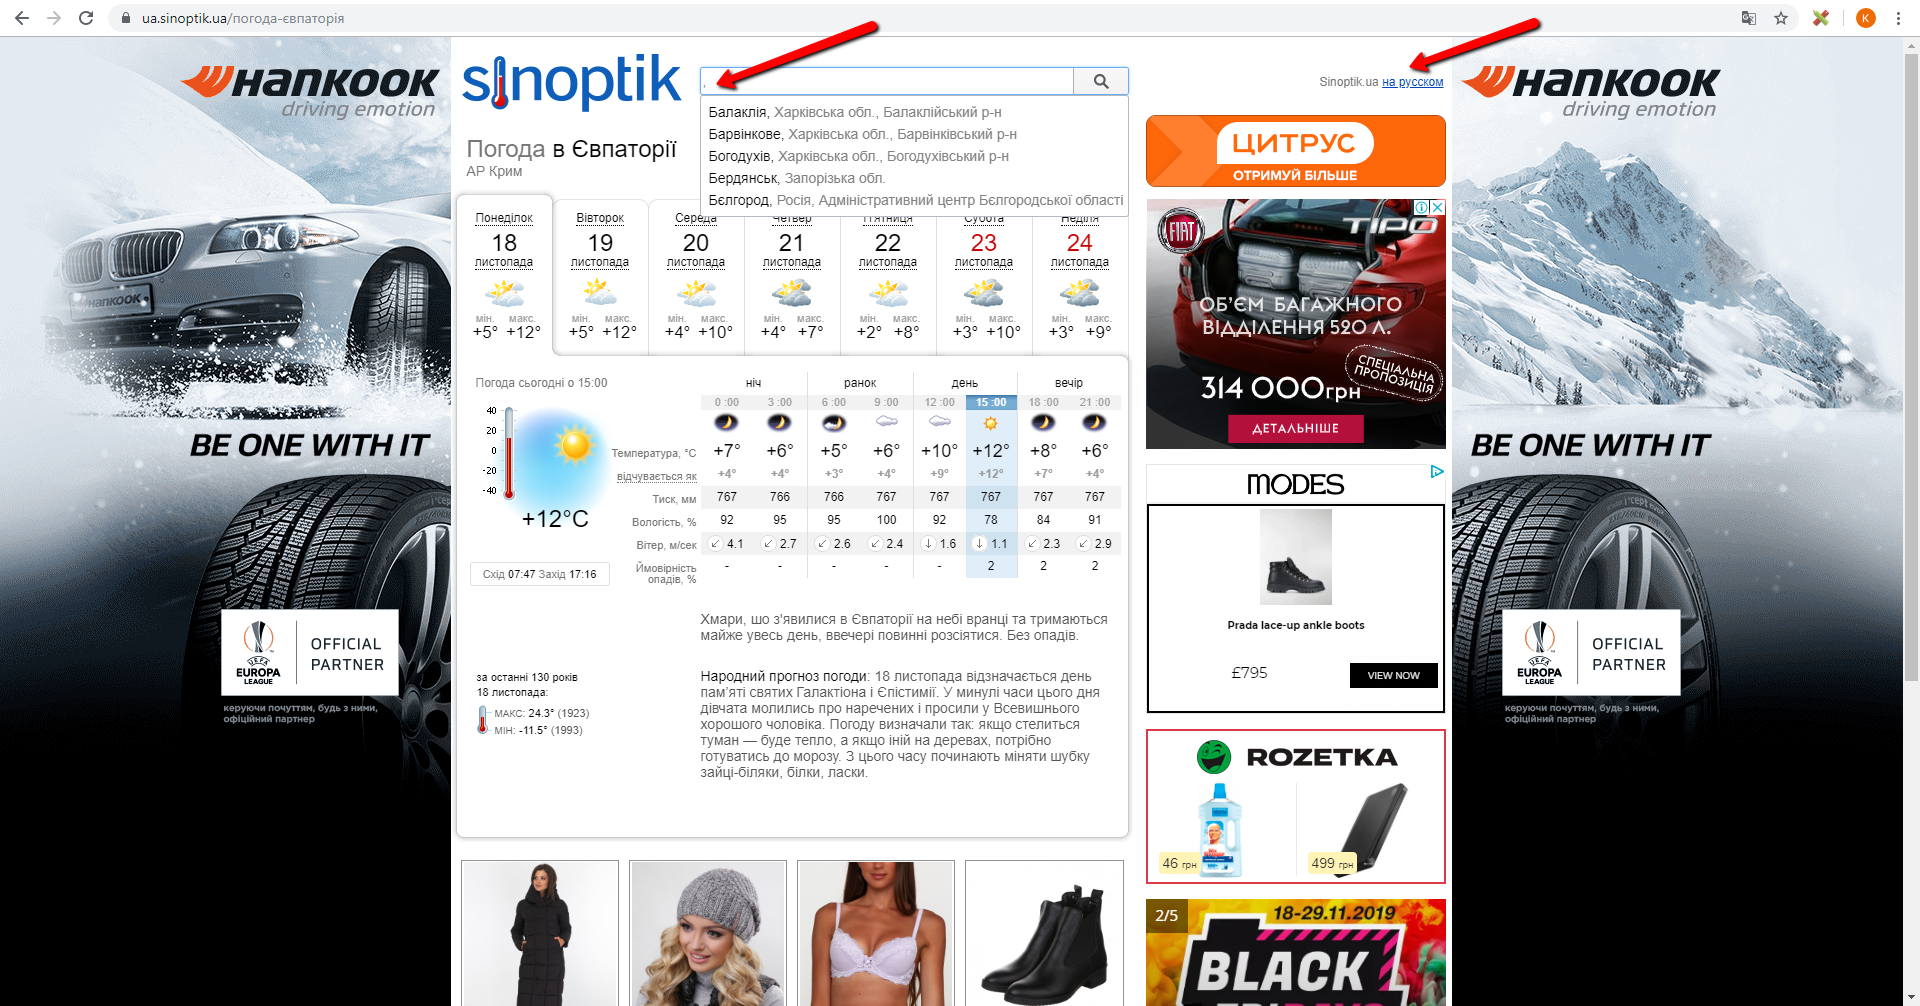 ua.sinoptik.ua/погода-євпаторія
K
HANKOOK
driving emotion
BE ONE WITH IT
UEFA
EUROPA
LEAGUE
OFFICIAL
PARTNER
керуючи почуттям, будь з ними,
офіційний партнер
sinoptik
,
Балаклія, Харківська обл., Балаклійський р-н
Барвінкове, Харківська обл., Барвінківський р-н
Богодухів, Харківська обл., Богодухівський р-н
Бердянськ, Запорізька обл.
Бєлгород, Росія, Адміністративний центр Бєлгородської області
Sinoptik.ua на русском
Погода в Євпаторії
АР Крим
Понеділок Вівторок Середа Четвер П'ятниця Субота Неділя
18 19 20 21 22 23 24
листопада листопада листопада листопада листопада листопада листопада
мін. макс. мін. макс. мін. макс. мін. макс. мін. макс. мін. макс. мін. макс.
+5° +12° +5° +12° +4° +10° +4° +7° +2° +8° +3° +10° +3° +9°
Погода сьогодні о 15:00
40
20
0
-20
-40
+12°C
Схід 07:47 Захід 17:16
ніч ранок день вечір
0 :00 3 :00 6 :00 9 :00 12 :00 15 :00 18 :00 21 :00
Температура, °C +7° +6° +5° +6° +10° +12° +8° +6°
відчувається як +4° +4° +3° +4° +9° +12° +7° +4°
Тиск, мм 767 766 766 767 767 767 767 767
Вологість, % 92 95 95 100 92 78 84 91
Вітер, м/сек 4.1 2.7 2.6 2.4 1.6 1.1 2.3 2.9
Ймовірність
опадів, % - - - - - 2 2 2
Хмари, шо з'явилися в Євпаторії на небі вранці та тримаються
майже увесь день, ввечері повинні розсіятися. Без опадів.
за останні 130 років
18 листопада:
МАКС: 24.3° (1923)
МІН: -11.5° (1993)
Народний прогноз погоди: 18 листопада відзначається день
пам'яті святих Галактіона і Єпістимії. У минулі часи цього дня
дівчата молились про наречених і просили у Всевишнього
хорошого чоловіка. Погоду визначали так: якщо стелиться
туман — буде тепло, а якщо іній на деревах, потрібно
готуватись до морозу. З цього часу починають міняти шубку
зайці-біляки, білки, ласки.
ЦИТРУС
ОТРИМУЙ БІЛЬШЕ
FIAT
TIPO
ОБ'ЄМ БАГАЖНОГО
ВІДДІЛЕННЯ 520 Л.
СПЕЦІАЛЬНА
ПРОПОЗИЦІЯ
314 000грн
ДЕТАЛЬНІШЕ
MODES
Prada lace-up ankle boots
£795
VIEW NOW
ROZETKA
46 грн
499 грн
2/5
18-29.11.2019
BLACK
HANKOOK
driving emotion
BE ONE WITH IT
UEFA
EUROPA
LEAGUE
OFFICIAL
PARTNER
керуючи почуттям, будь з ними,
офіційний партнер